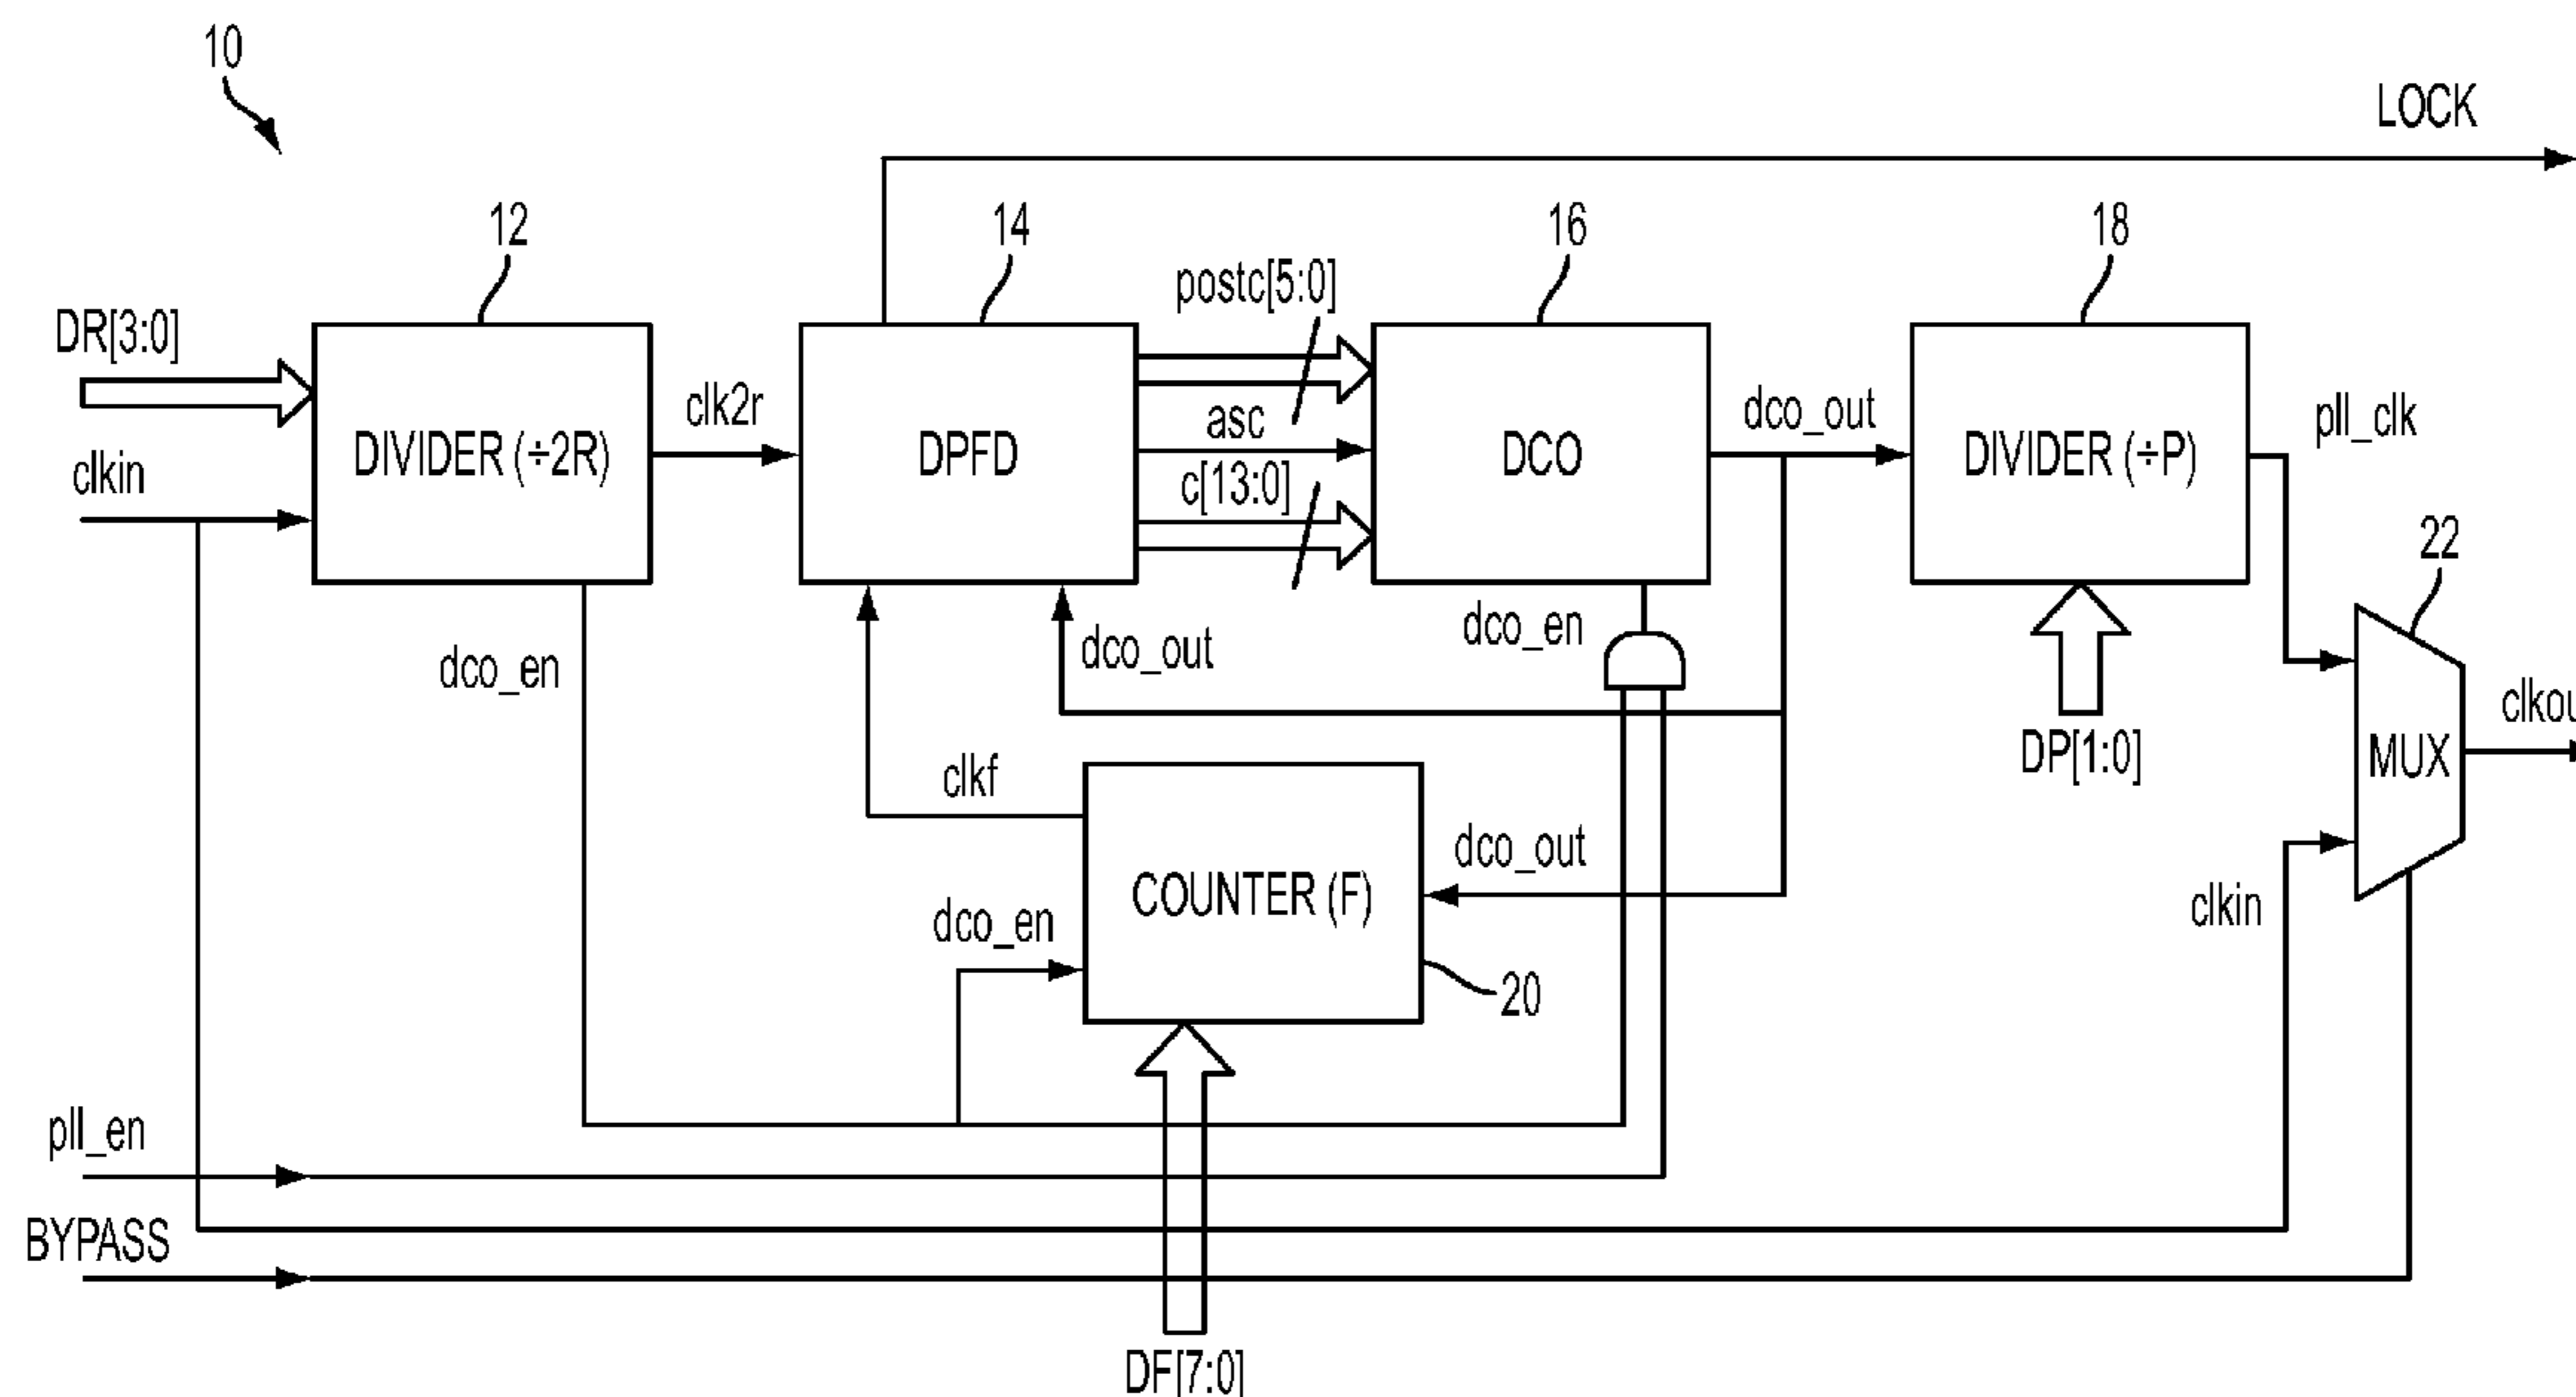 10
LOCK
12
14
16
18
postc[5:0]
DR[3:0]
clkin
DIVIDER (÷2R)
clk2r
DPFD
asc
c[13:0]
DCO
dco_out
DIVIDER (÷P)
pll_clk
22
dco_en
dco_out
dco_en
DP[1:0]
MUX
clkou
clkf
COUNTER (F)
dco_out
dco_en
20
clkin
pll_en
BYPASS
DF[7:0]